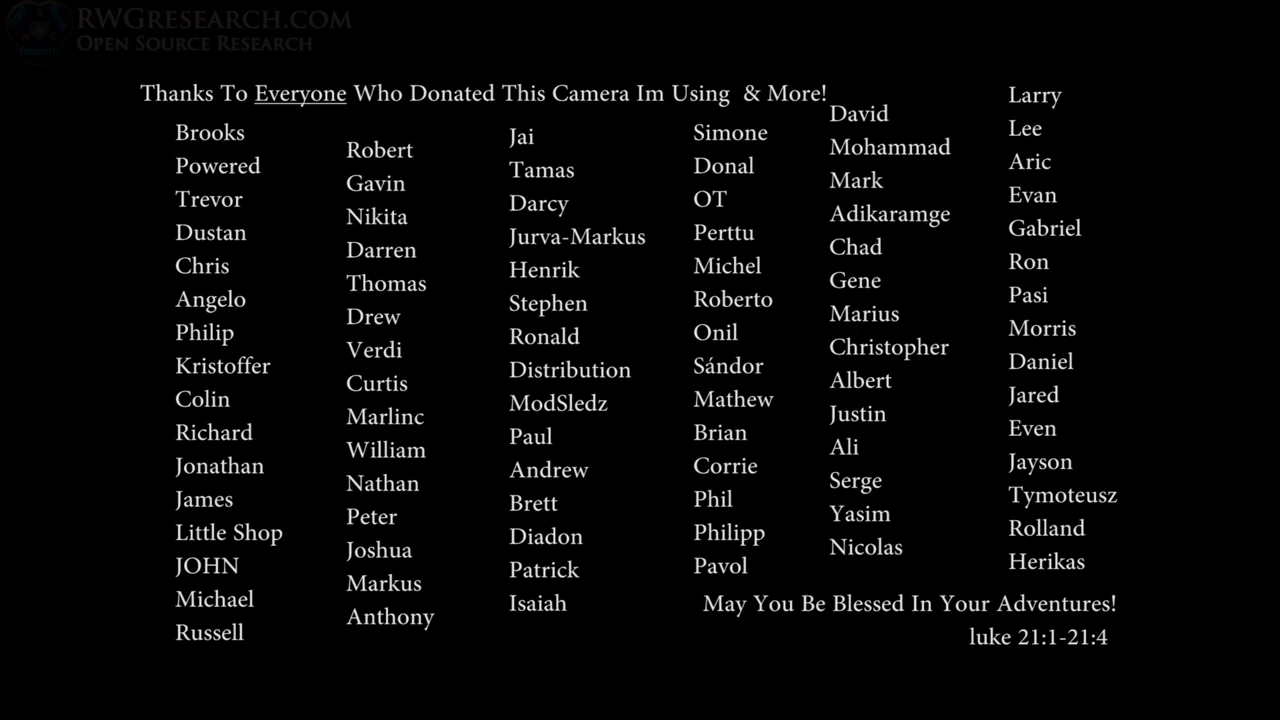 RWGRESEARCH.COM
OPEN SOURCE RESEARCH
Thanks To Everyone Who Donated This Camera Im Using & More!
Brooks
Powered
Trevor
Dustan
Chris
Angelo
Philip
Kristoffer
Colin
Richard
Jonathan
James
Little Shop
JOHN
Michael
Russell
Robert
Gavin
Nikita
Darren
Thomas
Drew
Verdi
Curtis
Marlinc
William
Nathan
Peter
Joshua
Markus
Anthony
Jai
Tamas
Darcy
Jurva-Markus
Henrik
Stephen
Ronald
Distribution
ModSledz
Paul
Andrew
Brett
Diadon
Patrick
Isaiah
Simone
Donal
OT
Perttu
Michel
Roberto
Onil
Sándor
Mathew
Brian
Corrie
Phil
Philipp
Pavol
David
Mohammad
Mark
Adikaramge
Chad
Gene
Marius
Christopher
Albert
Justin
Ali
Serge
Yasim
Nicolas
Larry
Lee
Aric
Evan
Gabriel
Ron
Pasi
Morris
Daniel
Jared
Even
Jayson
Tymoteusz
Rolland
Herikas
May You Be Blessed In Your Adventures!
luke 21:1-21:4